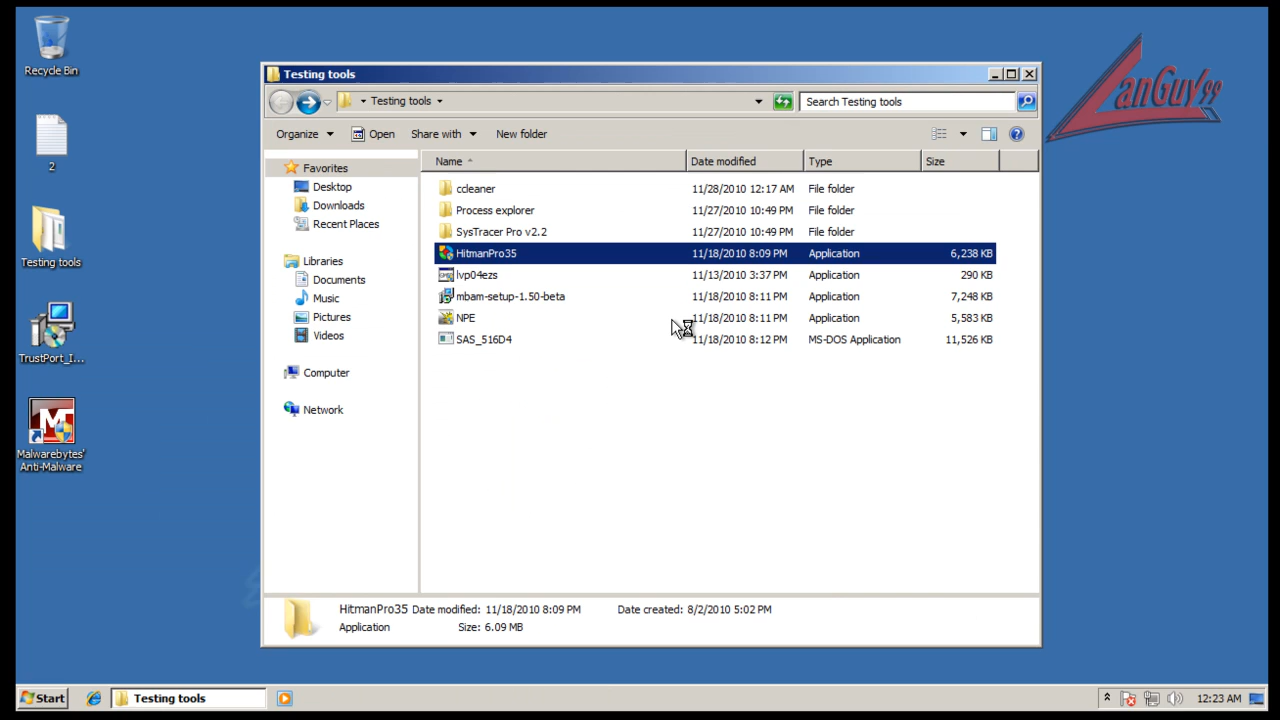 Recycle Bin
2
Testing tools
TrustPort_I...
Malwarebytes'
Anti-Malware
LanGuy99
Testing tools
Testing tools
Search Testing tools
Organize
Open
Share with
New folder
Favorites
Desktop
Downloads
Recent Places
Libraries
Documents
Music
Pictures
Videos
Computer
Network
Name Date modified Type Size
ccleaner 11/28/2010 12:17 AM File folder
Process explorer 11/27/2010 10:49 PM File folder
SysTracer Pro v2.2 11/27/2010 10:49 PM File folder
HitmanPro35 11/18/2010 8:09 PM Application 6,238 KB
lvp04ezs 11/13/2010 3:37 PM Application 290 KB
mbam-setup-1.50-beta 11/18/2010 8:11 PM Application 7,248 KB
NPE 11/18/2010 8:11 PM Application 5,583 KB
SAS_516D4 11/18/2010 8:12 PM MS-DOS Application 11,526 KB
HitmanPro35 Date modified: 11/18/2010 8:09 PM Date created: 8/2/2010 5:02 PM
Application Size: 6.09 MB
Start
Testing tools
12:23 AM